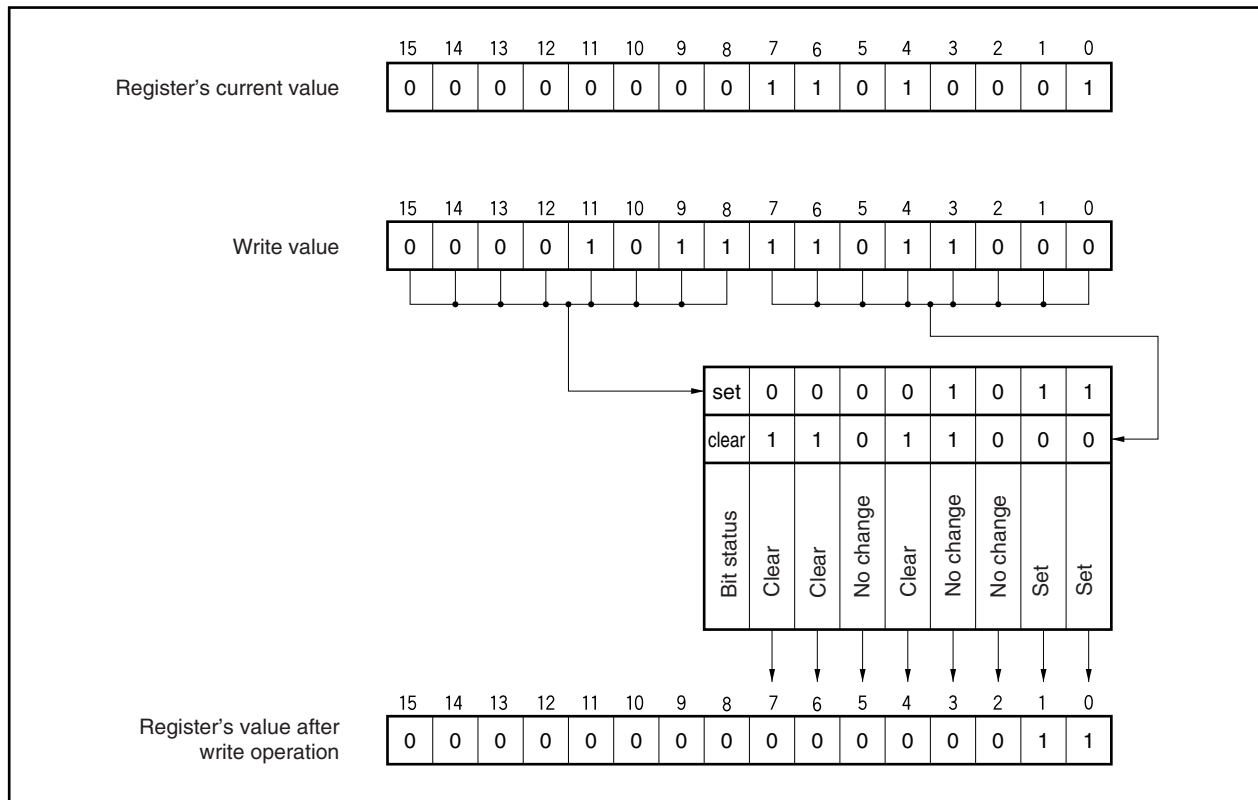 15 14 13 12 11 10 9 8 7 6 5 4 3 2 1 0
Register's current value 0 0 0 0 0 0 0 0 1 1 0 1 0 0 0 1
15 14 13 12 11 10 9 8 7 6 5 4 3 2 1 0
Write value 0 0 0 0 1 0 1 1 1 1 0 1 1 0 0 0
set 0 0 0 0 1 0 1 1
clear 1 1 0 1 1 0 0 0
Bit status Clear Clear No change Clear No change No change Set Set
15 14 13 12 11 10 9 8 7 6 5 4 3 2 1 0
Register's value after
write operation 0 0 0 0 0 0 0 0 0 0 0 0 0 0 1 1